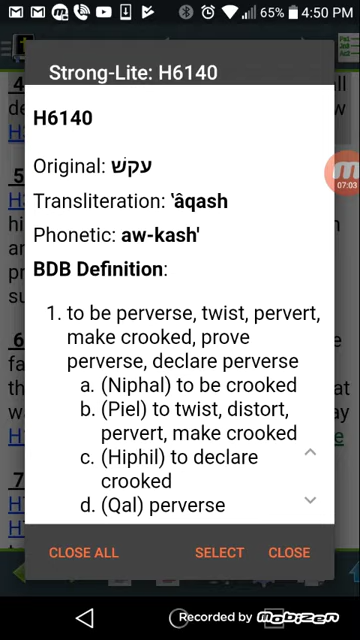 65% 4:50 PM
Strong-Lite: H6140
H6140
Original: עקשׁ
Transliteration: ‛âqash
Phonetic: aw-kash'
BDB Definition:
1. to be perverse, twist, pervert,
make crooked, prove
perverse, declare perverse
a. (Niphal) to be crooked
b. (Piel) to twist, distort,
pervert, make crooked
c. (Hiphil) to declare
crooked
d. (Qal) perverse
CLOSE ALL SELECT CLOSE
07:03
Recorded by mobizen